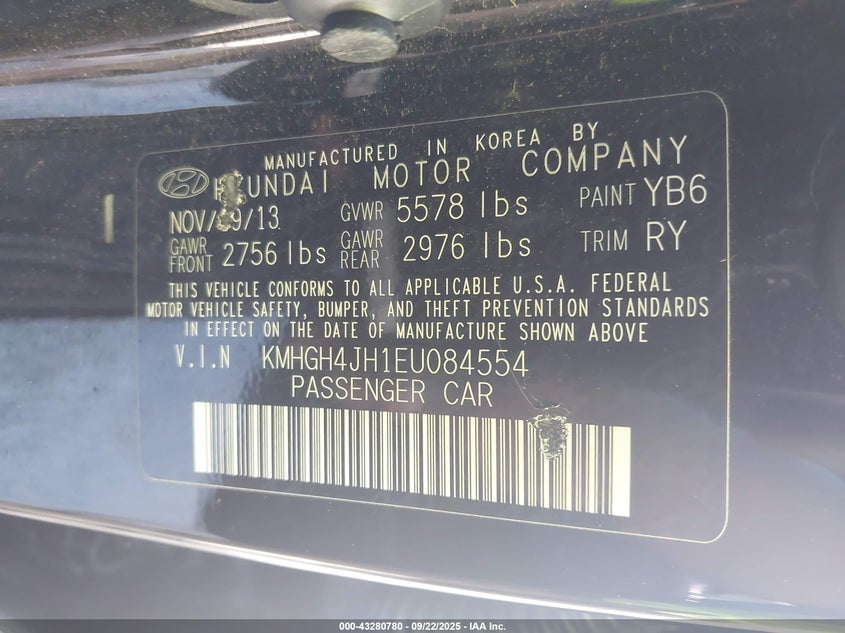 MANUFACTURED IN KOREA BY
HYUNDAI MOTOR COMPANY
GVWR 5578 lbs PAINT YB6
GAWR FRONT 2756 lbs GAWR REAR 2976 lbs TRIM RY
THIS VEHICLE CONFORMS TO ALL APPLICABLE U.S.A. FEDERAL
MOTOR VEHICLE SAFETY, BUMPER, AND THEFT PREVENTION STANDARDS
IN EFFECT ON THE DATE OF MANUFACTURE SHOWN ABOVE
V.I.N KMHGH4JH1EU084554
PASSENGER CAR
000-43280780 - 09/22/2025 - IAA Inc.